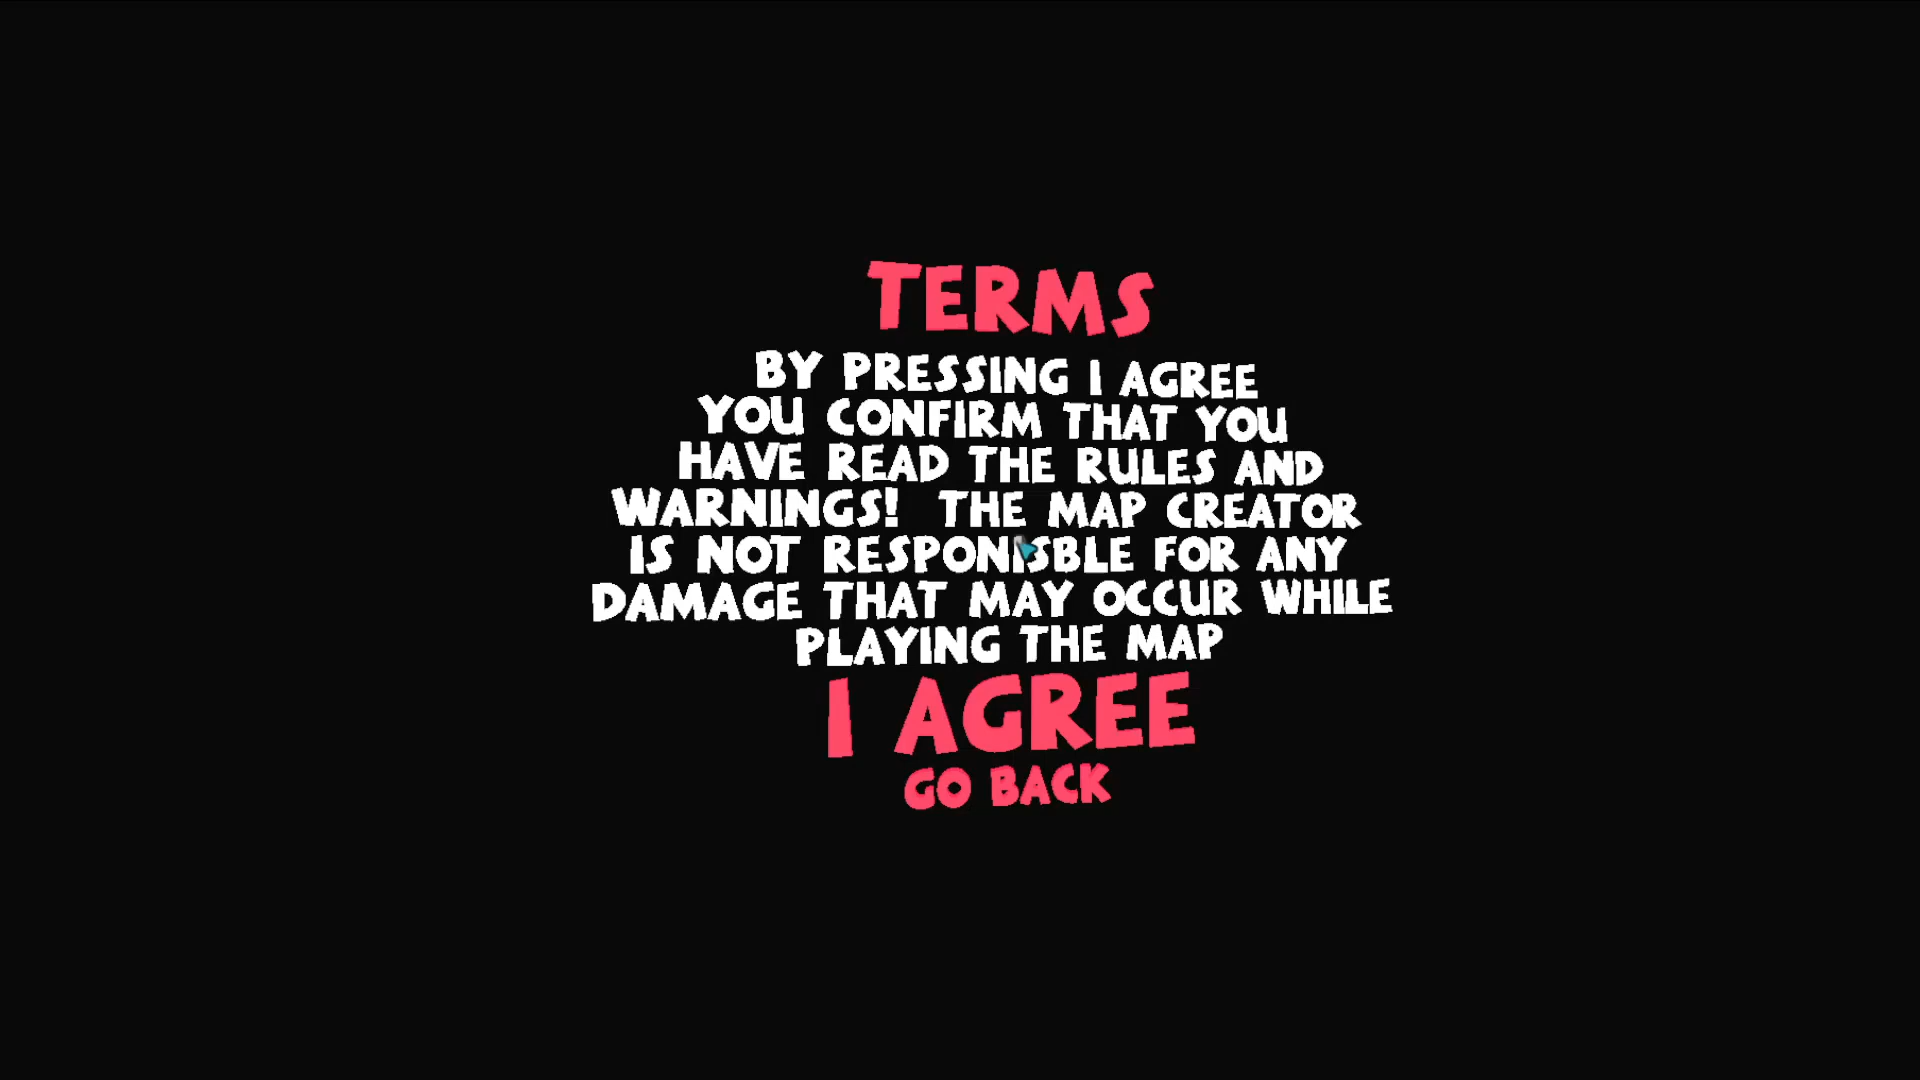 TERMS
BY PRESSING I AGREE
YOU CONFIRM THAT YOU
HAVE READ THE RULES AND
WARNINGS! THE MAP CREATOR
IS NOT RESPONISBLE FOR ANY
DAMAGE THAT MAY OCCUR WHILE
PLAYING THE MAP
I AGREE
GO BACK